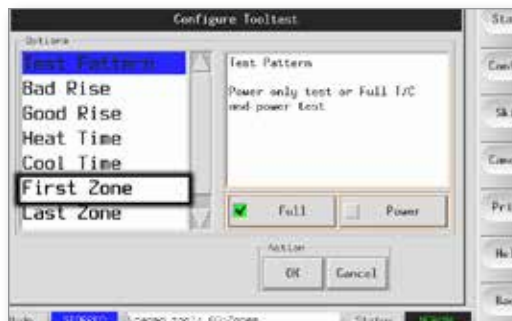 Configure Tooltest
Options
Test Pattern
Bad Rise
Good Rise
Heat Time
Cool Time
First Zone
Last Zone
Test Pattern
Power only test or Full T/C
and power test
Full
Power
Action
OK
Cancel
STOPPED
Status